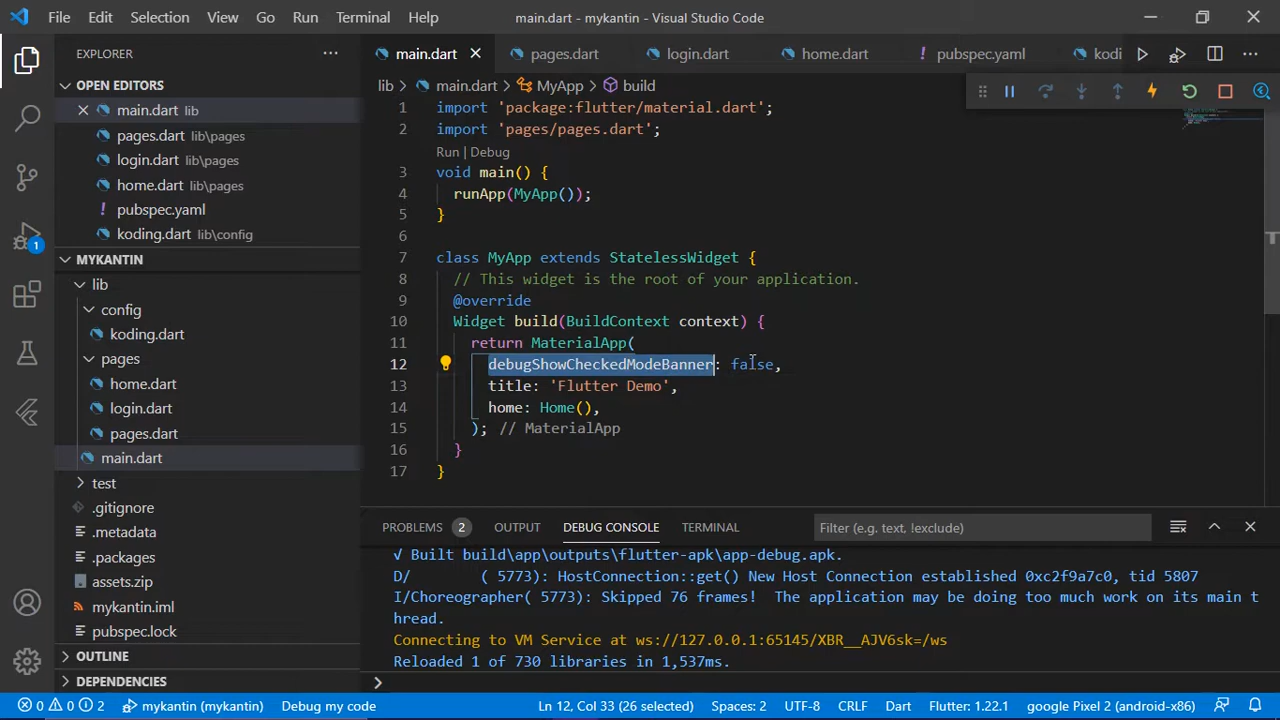 File Edit Selection View Go Run Terminal Help main.dart - mykantin - Visual Studio Code
EXPLORER
OPEN EDITORS
main.dart lib
pages.dart lib\pages
login.dart lib\pages
home.dart lib\pages
pubspec.yaml
koding.dart lib\config
MYKANTIN
lib
config
koding.dart
pages
home.dart
login.dart
pages.dart
main.dart
test
.gitignore
.metadata
.packages
assets.zip
mykantin.iml
pubspec.lock
OUTLINE
DEPENDENCIES
1
main.dart pages.dart login.dart home.dart ! pubspec.yaml kodi
lib > main.dart > MyApp > build
1 import 'package:flutter/material.dart';
2 import 'pages/pages.dart';
Run | Debug
3 void main() {
4 runApp(MyApp());
5 }
6
7 class MyApp extends StatelessWidget {
8 // This widget is the root of your application.
9 @override
10 Widget build(BuildContext context) {
11 return MaterialApp(
12 debugShowCheckedModeBanner: false,
13 title: 'Flutter Demo',
14 home: Home(),
15 ); // MaterialApp
16 }
17 }
PROBLEMS 2 OUTPUT DEBUG CONSOLE TERMINAL Filter (e.g. text, !exclude)
√ Built build\app\outputs\flutter-apk\app-debug.apk.
D/ ( 5773): HostConnection::get() New Host Connection established 0xc2f9a7c0, tid 5807
I/Choreographer( 5773): Skipped 76 frames! The application may be doing too much work on its main t
hread.
Connecting to VM Service at ws://127.0.0.1:65145/XBR__AJV6sk=/ws
Reloaded 1 of 730 libraries in 1,537ms.
0 0 2 mykantin (mykantin) Debug my code Ln 12, Col 33 (26 selected) Spaces: 2 UTF-8 CRLF Dart Flutter: 1.22.1 google Pixel 2 (android-x86)